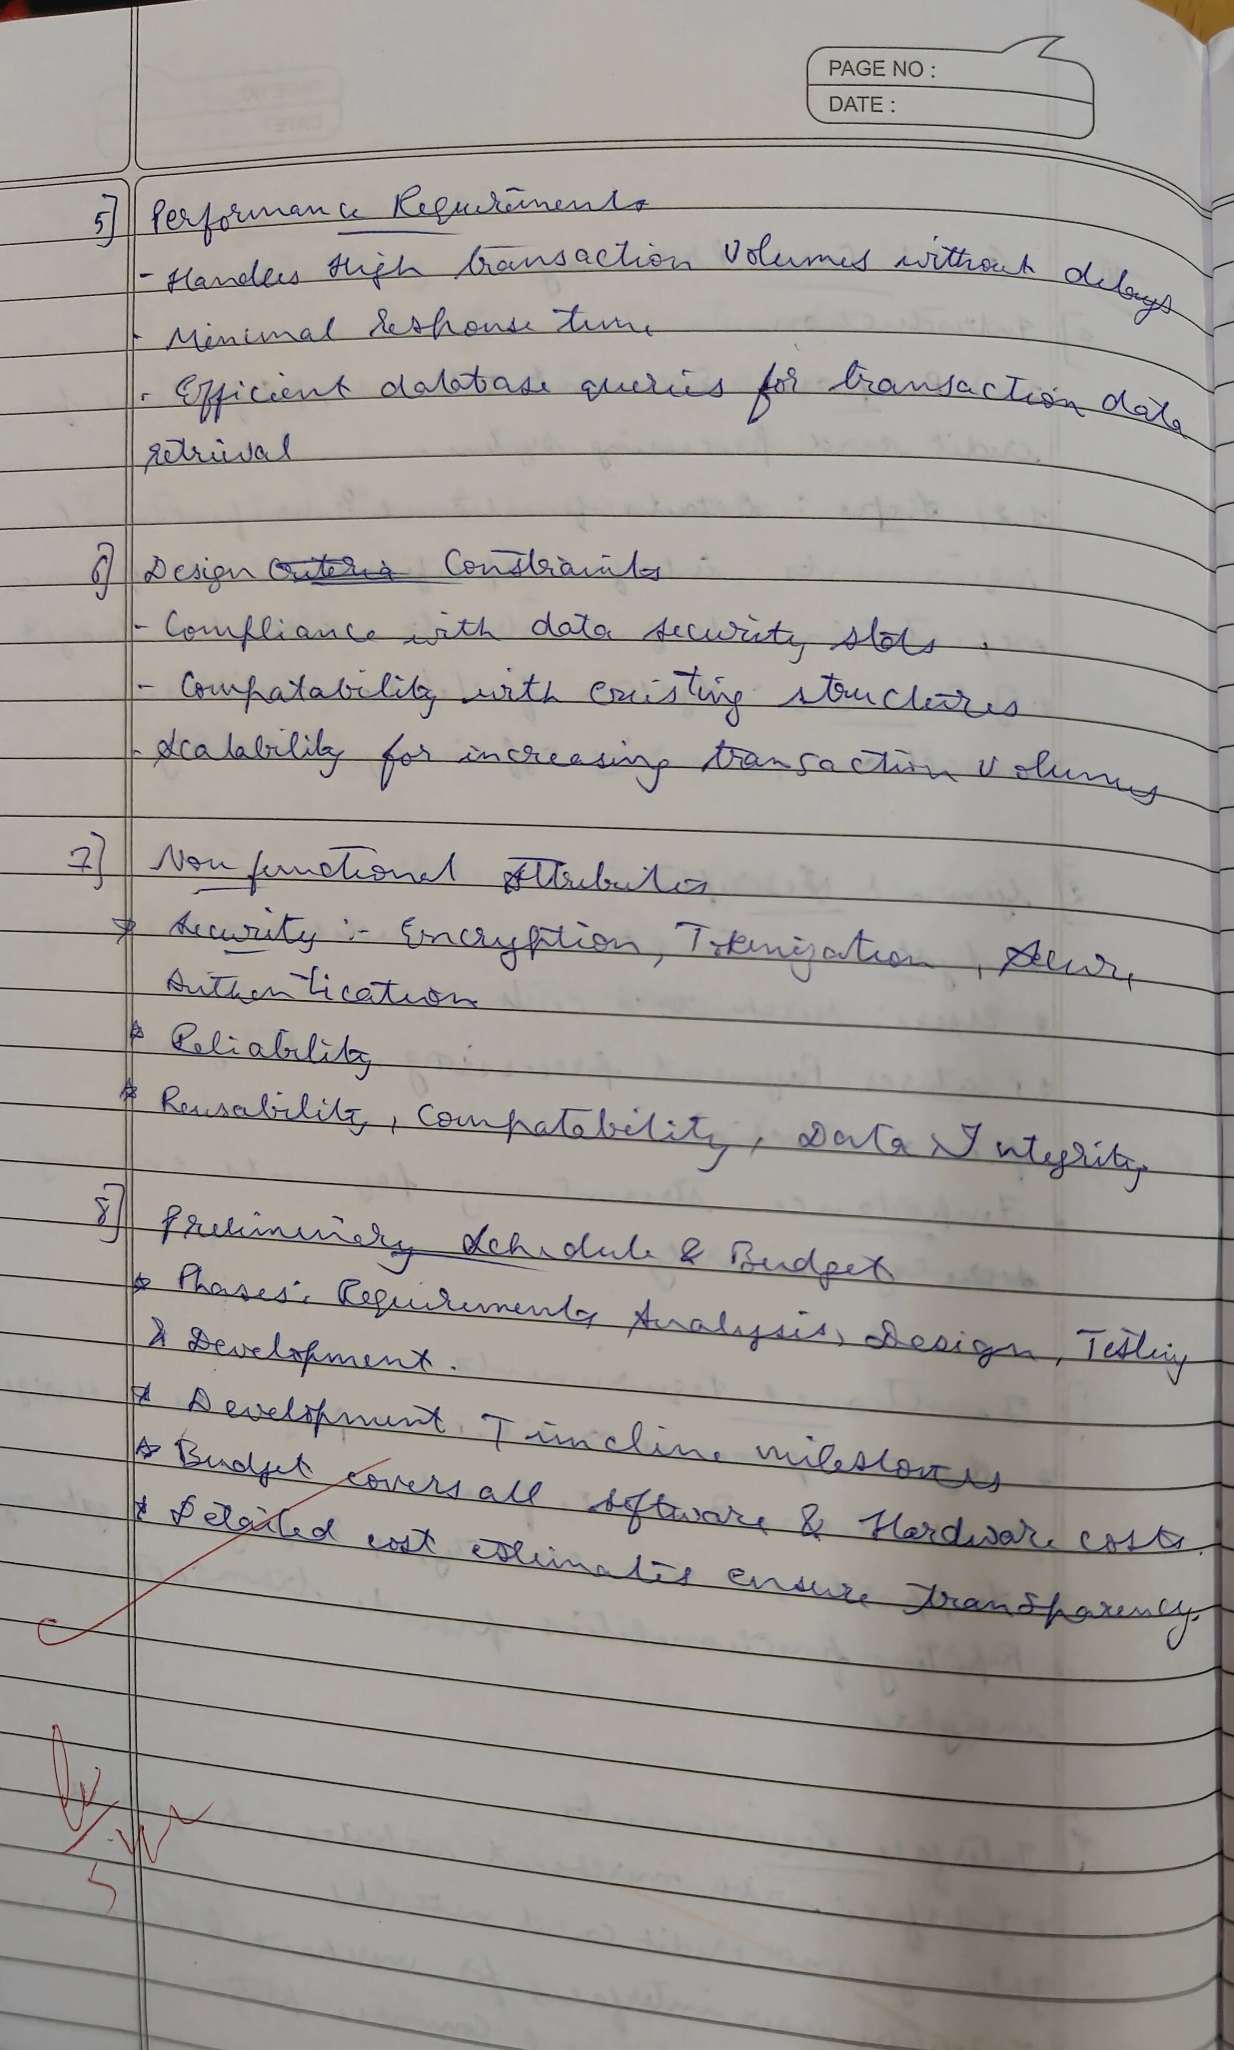 PAGE NO :
DATE :
5] Performance Requirements
- Handles High transaction Volumes without delays
- Minimal response time
- Efficient database queries for transaction data
retrieval
6] Design Criteria Constraints
- Compliance with data security stds.
- Compatability with existing structures
- Scalability for increasing transaction volumes
7] Non functional Attributes
* Security :- Encryption, Tokenization, Secure
Authentication
* Reliability
* Reusability, Compatability, Data Integrity
8] Preliminary Schedule & Budget
* Phases: Requirements Analysis, Design, Testing
& Development.
* Development Timeline milestones
* Budget covers all software & Hardware costs.
* Detailed cost estimates ensure transparency.
5